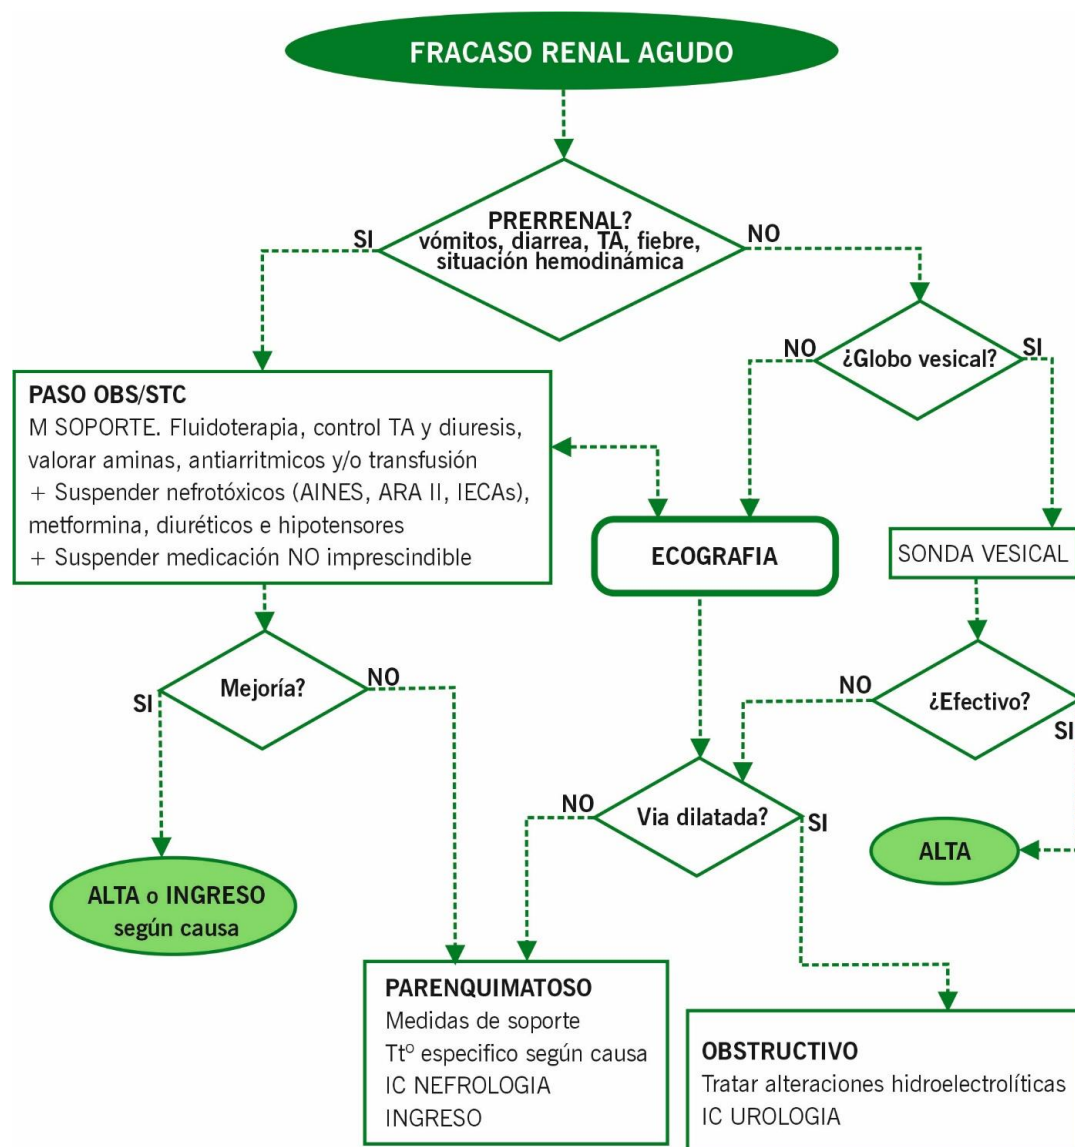 FRACASO RENAL AGUDO
PRERRENAL?
vómitos, diarrea, TA, fiebre,
situación hemodinámica
SI
NO
¿Globo vesical?
NO
SI
PASO OBS/STC
M SOPORTE. Fluidoterapia, control TA y diuresis,
valorar aminas, antiarritmicos y/o transfusión
+ Suspender nefrotóxicos (AINES, ARA II, IECAs),
metformina, diuréticos e hipotensores
+ Suspender medicación NO imprescindible
ECOGRAFIA
SONDA VESICAL
Mejoría?
SI
NO
¿Efectivo?
NO
SI
Via dilatada?
NO
SI
ALTA
ALTA o INGRESO
según causa
PARENQUIMATOSO
Medidas de soporte
Ttº especifico según causa
IC NEFROLOGIA
INGRESO
OBSTRUCTIVO
Tratar alteraciones hidroelectrolíticas
IC UROLOGIA